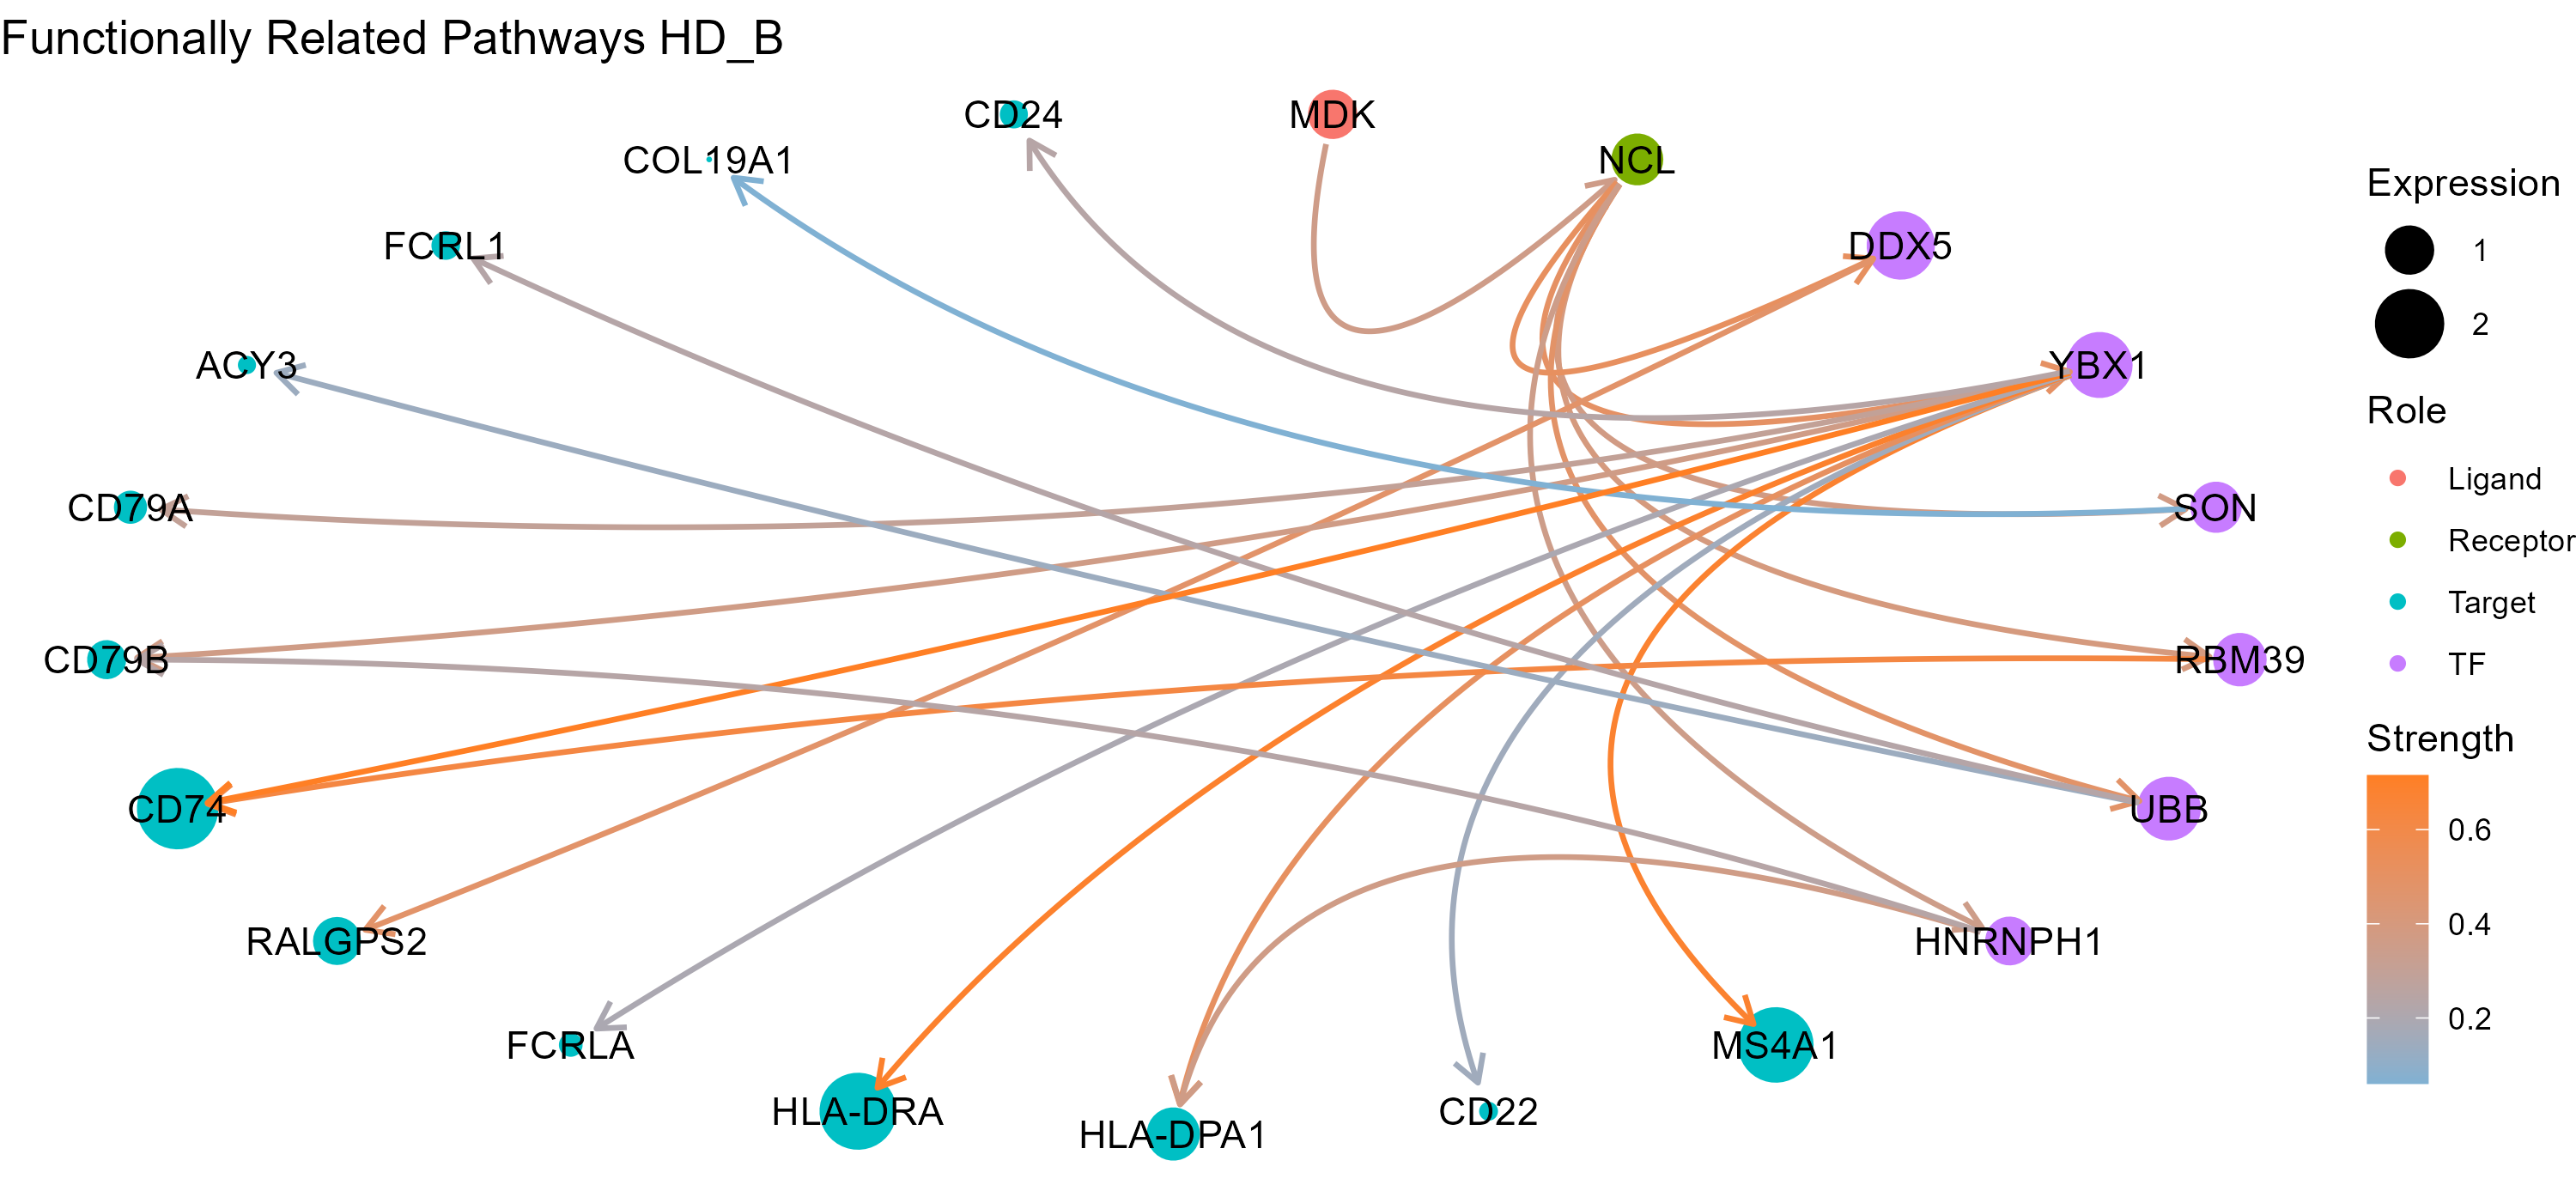 Functionally Related Pathways HD_B
CD24
MDK
COL19A1
NCL
FCRL1
DDX5
ACY3
YBX1
CD79A
SON
CD79B
RBM39
CD74
UBB
RALGPS2
HNRNPH1
FCRLA
MS4A1
HLA-DRA
HLA-DPA1
CD22
Expression
1
2
Role
Ligand
Receptor
Target
TF
Strength
0.6
0.4
0.2